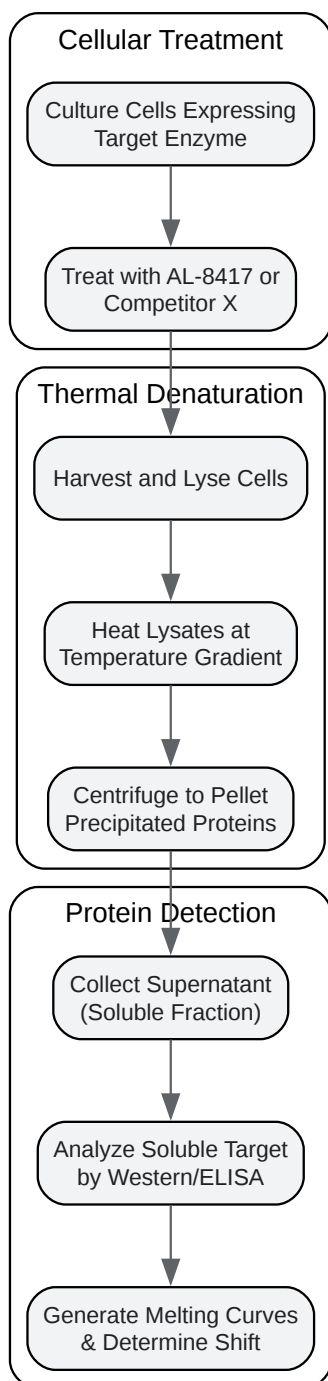 Cellular Treatment
Culture Cells Expressing
Target Enzyme
Treat with AL-8417 or
Competitor X
Thermal Denaturation
Harvest and Lyse Cells
Heat Lysates at
Temperature Gradient
Centrifuge to Pellet
Precipitated Proteins
Protein Detection
Collect Supernatant
(Soluble Fraction)
Analyze Soluble Target
by Western/ELISA
Generate Melting Curves
& Determine Shift